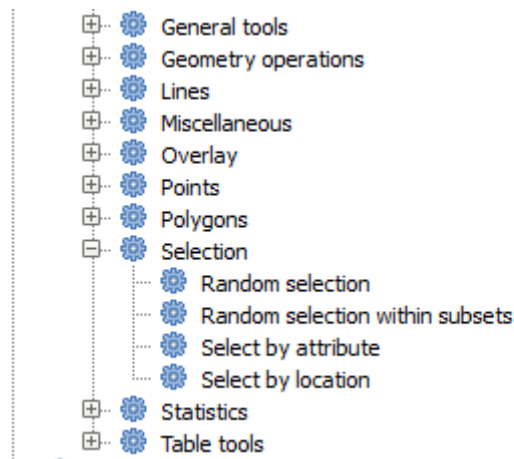 General tools
Geometry operations
Lines
Miscellaneous
Overlay
Points
Polygons
Selection
Random selection
Random selection within subsets
Select by attribute
Select by location
Statistics
Table tools